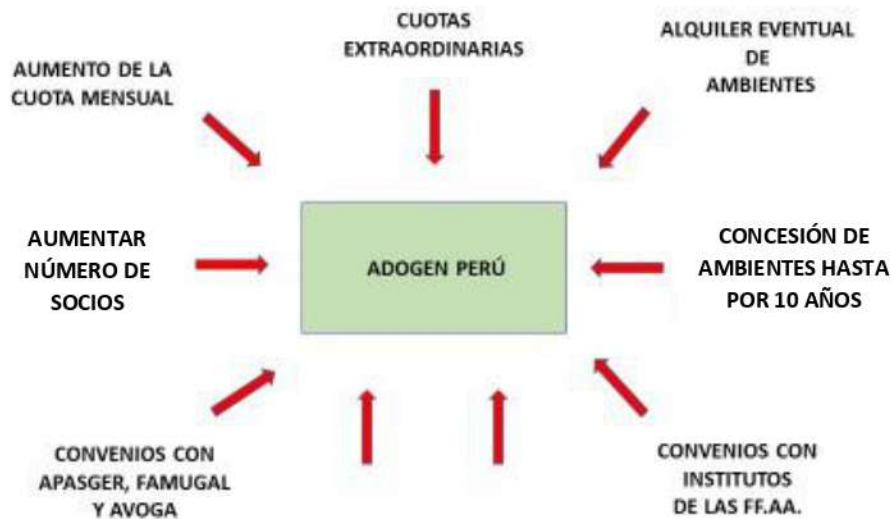 CUOTAS
EXTRAORDINARIAS
ALQUILER EVENTUAL
DE
AMBIENTES
AUMENTO DE LA
CUOTA MENSUAL
AUMENTAR
NÚMERO DE
SOCIOS
ADOGEN PERÚ
CONCESIÓN DE
AMBIENTES HASTA
POR 10 AÑOS
CONVENIOS CON
APASGER, FAMUGAL
Y AVOGA
CONVENIOS CON
INSTITUTOS
DE LAS FF.AA.